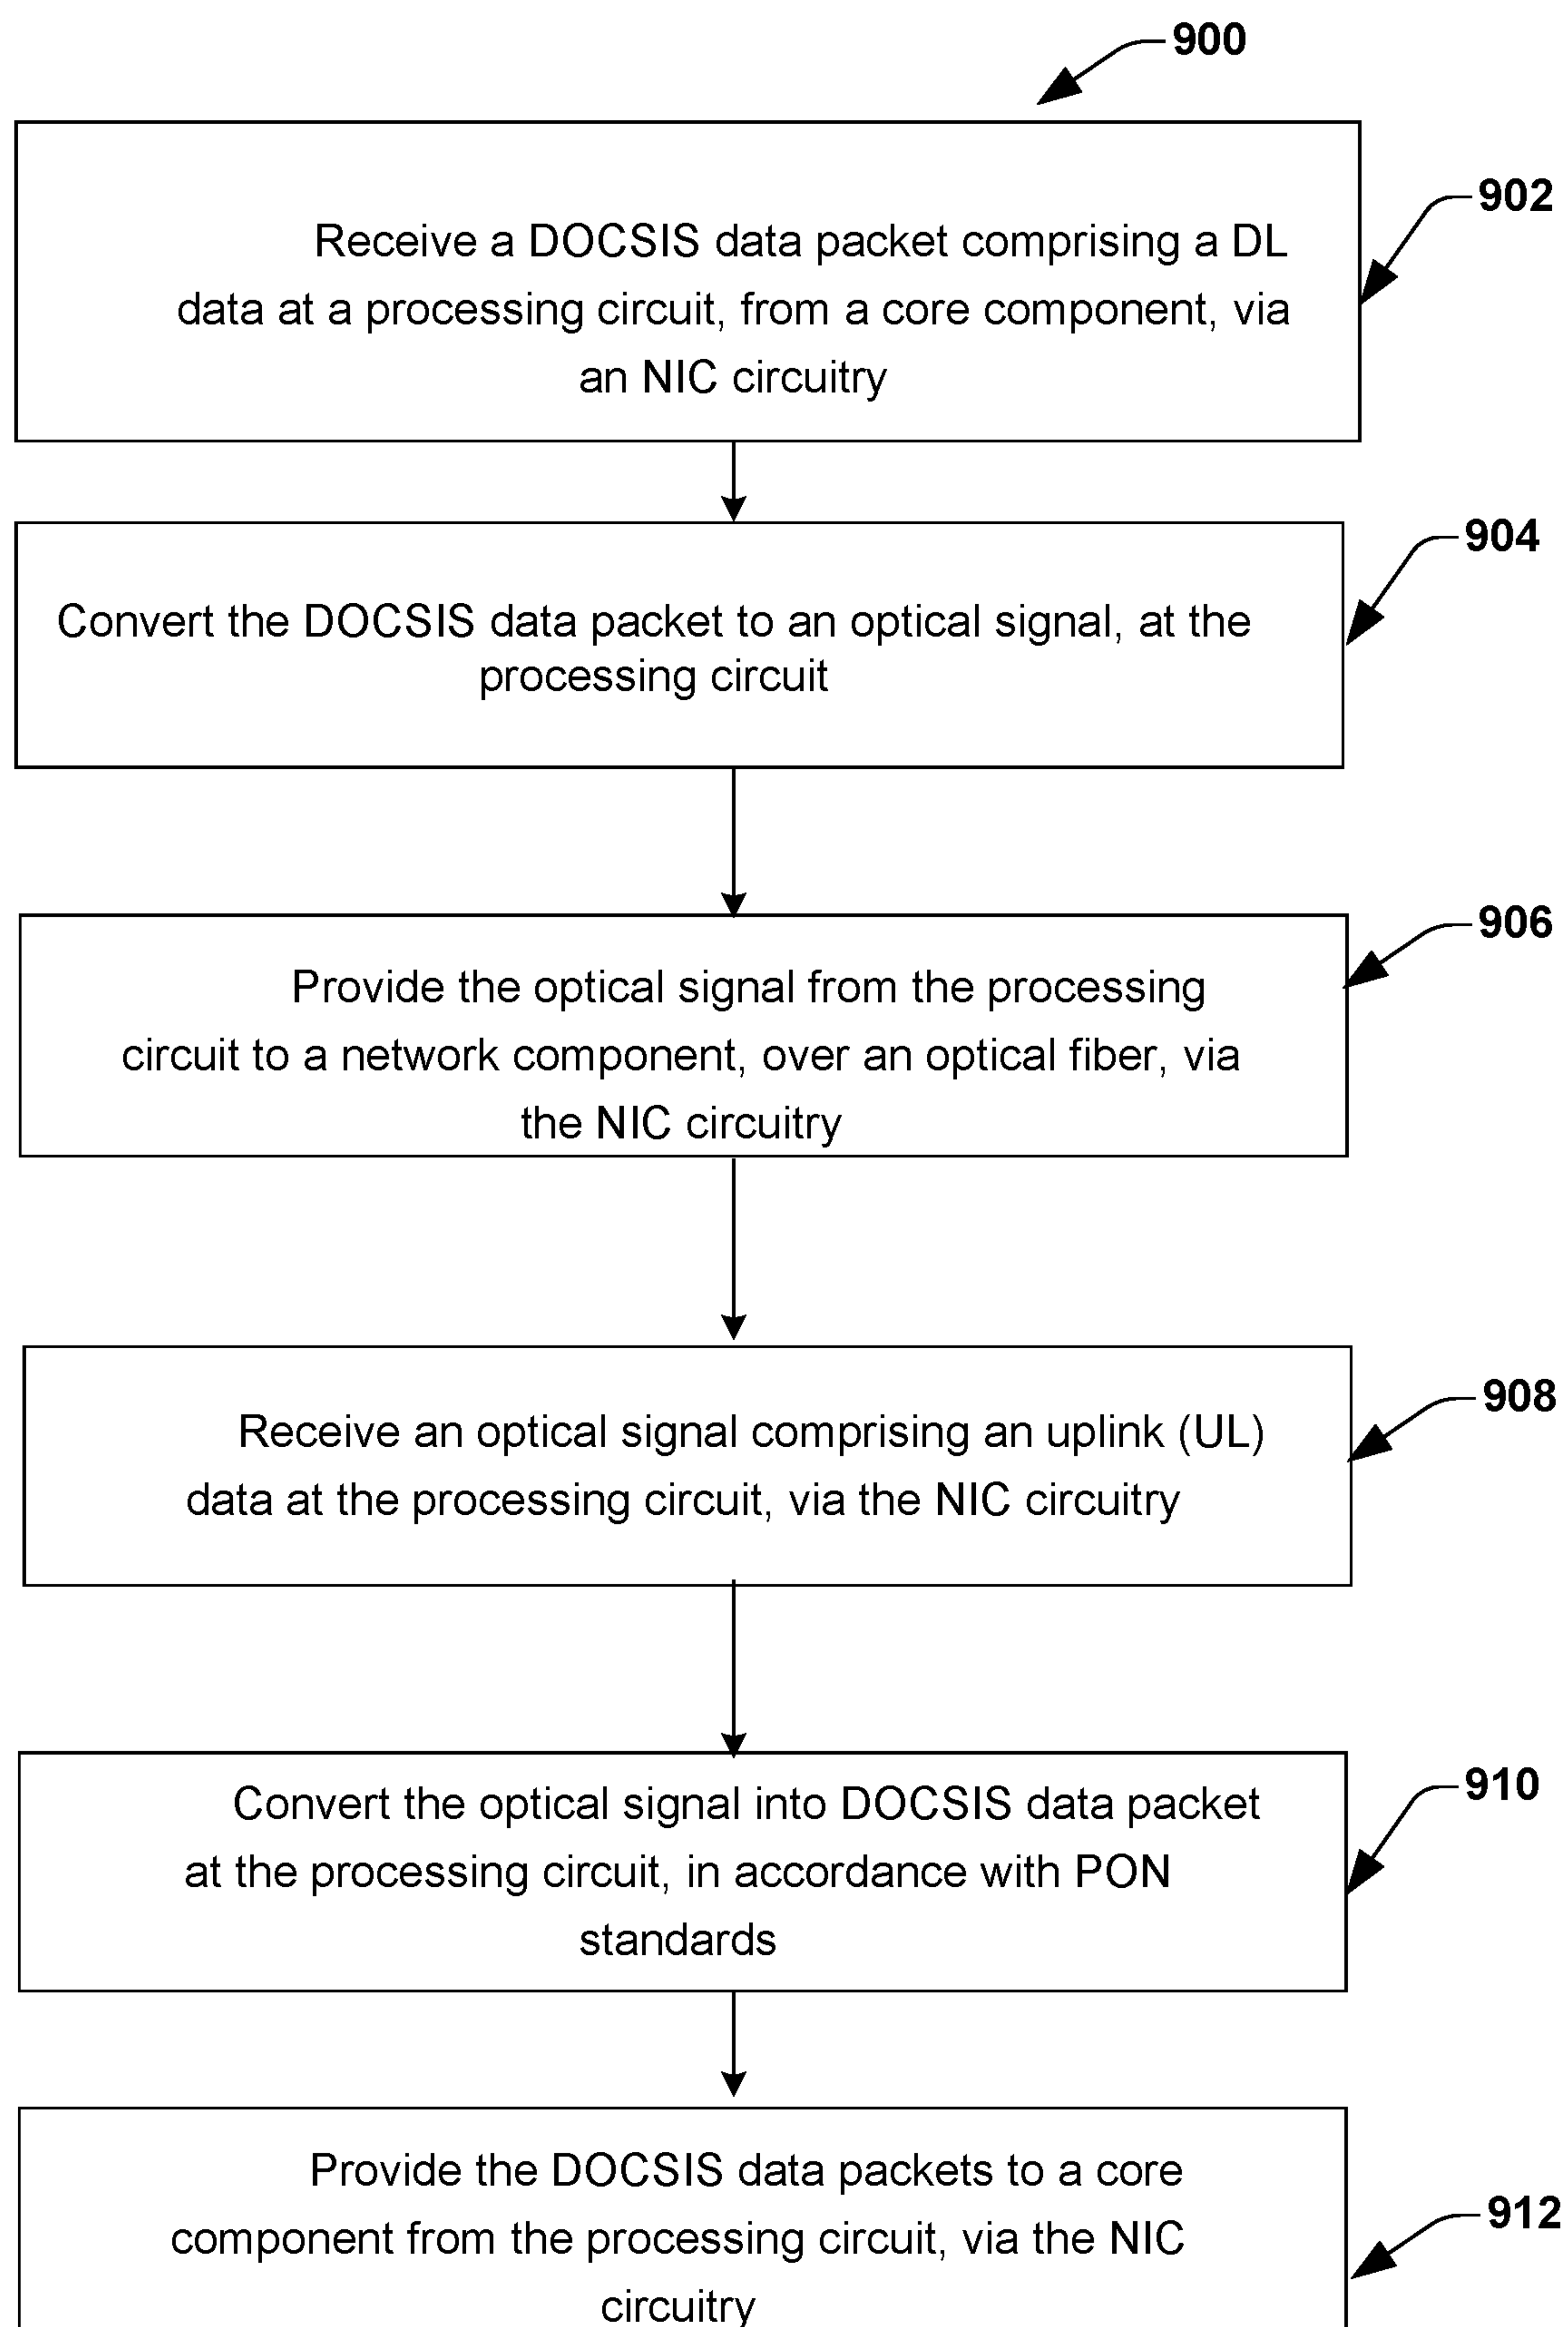 900
902
Receive a DOCSIS data packet comprising a DL
data at a processing circuit, from a core component, via
an NIC circuitry
904
Convert the DOCSIS data packet to an optical signal, at the
processing circuit
906
Provide the optical signal from the processing
circuit to a network component, over an optical fiber, via
the NIC circuitry
908
Receive an optical signal comprising an uplink (UL)
data at the processing circuit, via the NIC circuitry
910
Convert the optical signal into DOCSIS data packet
at the processing circuit, in accordance with PON
standards
912
Provide the DOCSIS data packets to a core
component from the processing circuit, via the NIC
circuitry